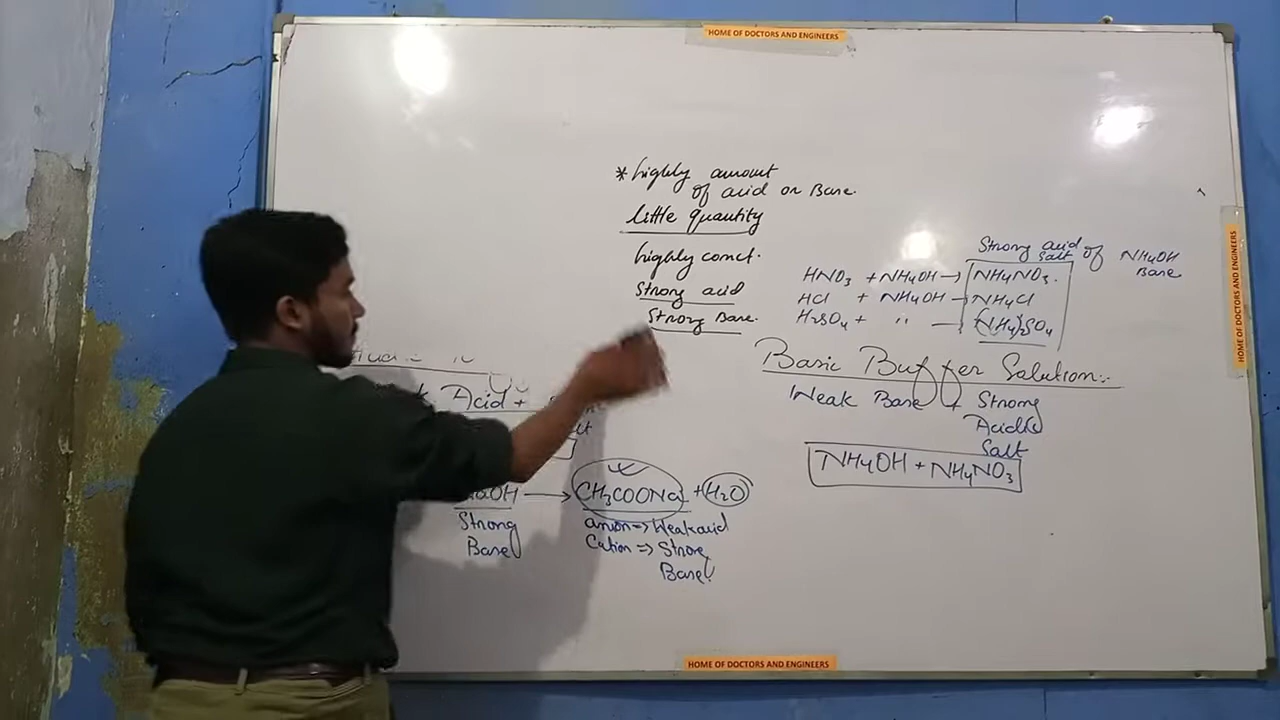 HOME OF DOCTORS AND ENGINEERS
* highly amount
of acid or Base.
little quantity
highly conct.
Strong acid
Strong Base.
Strong acid
Salt of NH4OH
Base
HNO3 + NH4OH → NH4NO3.
HCl + NH4OH → NH4Cl
H2SO4 + " — (NH4)2SO4
Acid +
OH → CH3COONa + H2O
Strong
Base
anion => Weak acid
Cation => Strong
Base!
Basic Buffer Solution:-
Weak Base + Strong
Acidic
Salt
NH4OH + NH4NO3
HOME OF DOCTORS AND ENGINEERS
HOME OF DOCTORS AND ENGINEERS